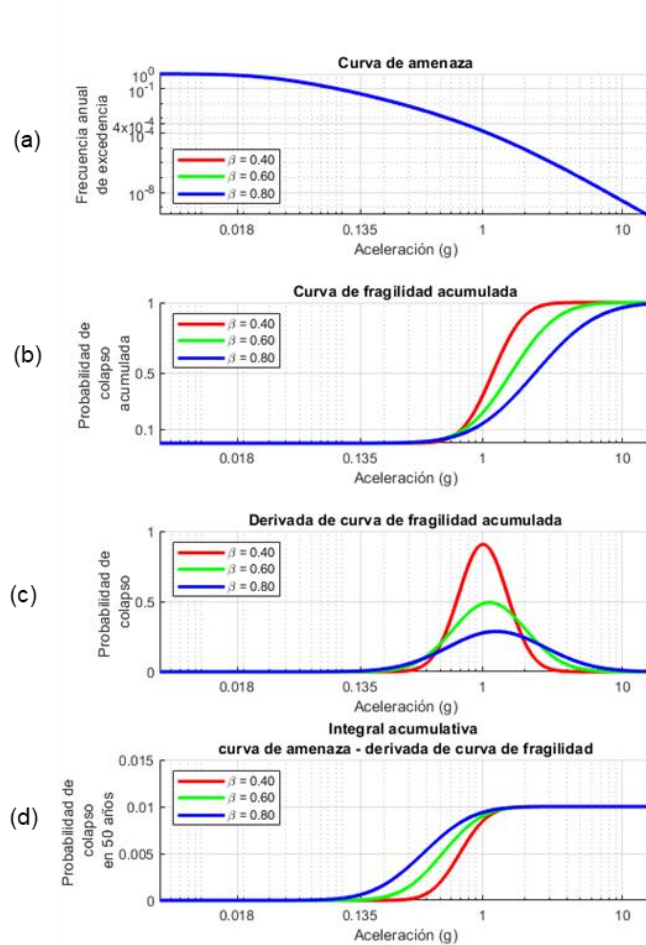 (a)
Curva de amenaza
Frecuencia anual
de excedencia
10^0
10^-1
4x10^-4
10^-4
10^-8
β = 0.40
β = 0.60
β = 0.80
0.018
0.135
1
10
Aceleración (g)
(b)
Curva de fragilidad acumulada
Probabilidad de
colapso
acumulada
1
0.5
0.1
β = 0.40
β = 0.60
β = 0.80
0.018
0.135
1
10
Aceleración (g)
(c)
Derivada de curva de fragilidad acumulada
Probabilidad de
colapso
1
0.5
0
β = 0.40
β = 0.60
β = 0.80
0.018
0.135
1
10
Aceleración (g)
(d)
Integral acumulativa
curva de amenaza - derivada de curva de fragilidad
Probabilidad de
colapso
en 50 años
0.015
0.01
0.005
0
β = 0.40
β = 0.60
β = 0.80
0.018
0.135
1
10
Aceleración (g)